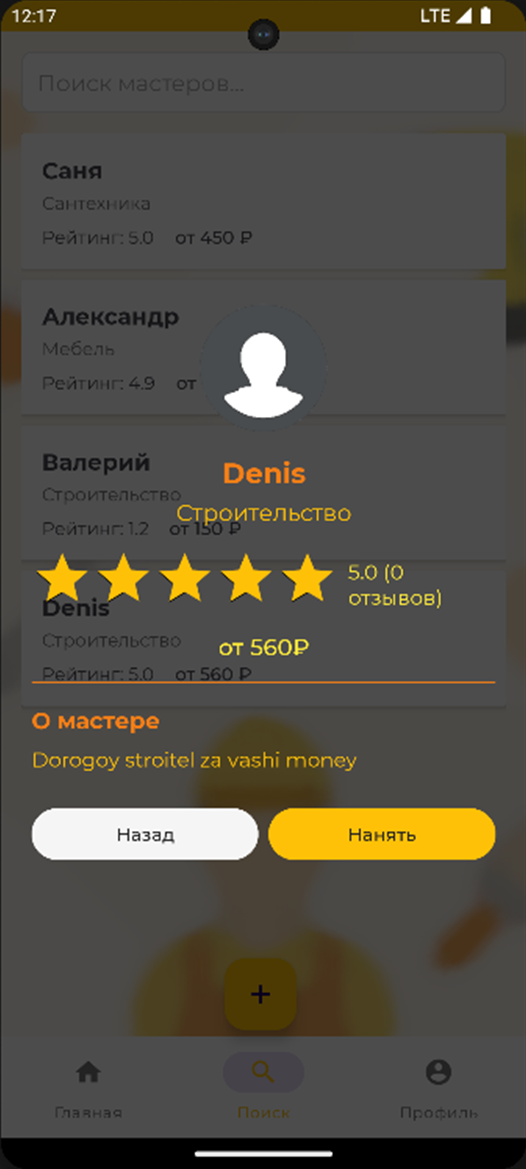 12:17
LTE
Поиск мастеров...
Саня
Сантехника
Рейтинг: 5.0 от 450 ₽
Александр
Мебель
Рейтинг: 4.9 от
Валерий
Строительство
Рейтинг: 1.2 от 150 ₽
Denis
Строительство
Рейтинг: 5.0 от 560 ₽
Denis
Строительство
5.0 (0
отзывов)
от 560₽
О мастере
Dorogoy stroitel za vashi money
Назад Нанять
+
Главная Поиск Профиль